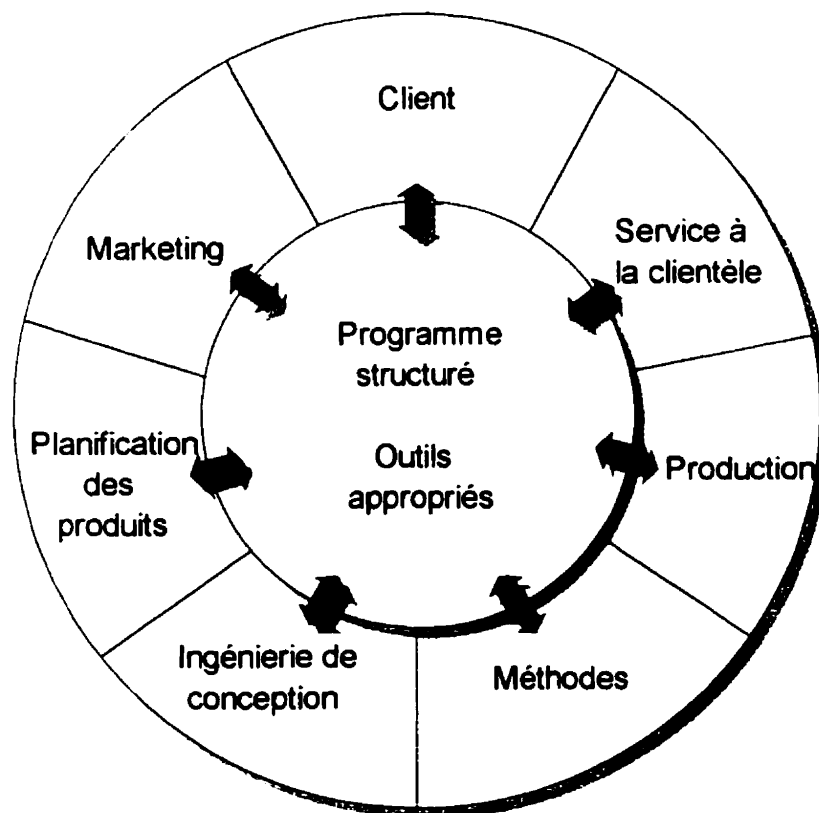 Client
Service à
la clientèle
Marketing
Programme
structuré
Planification
des
produits
Outils
appropriés
Production
Ingénierie de
conception
Méthodes